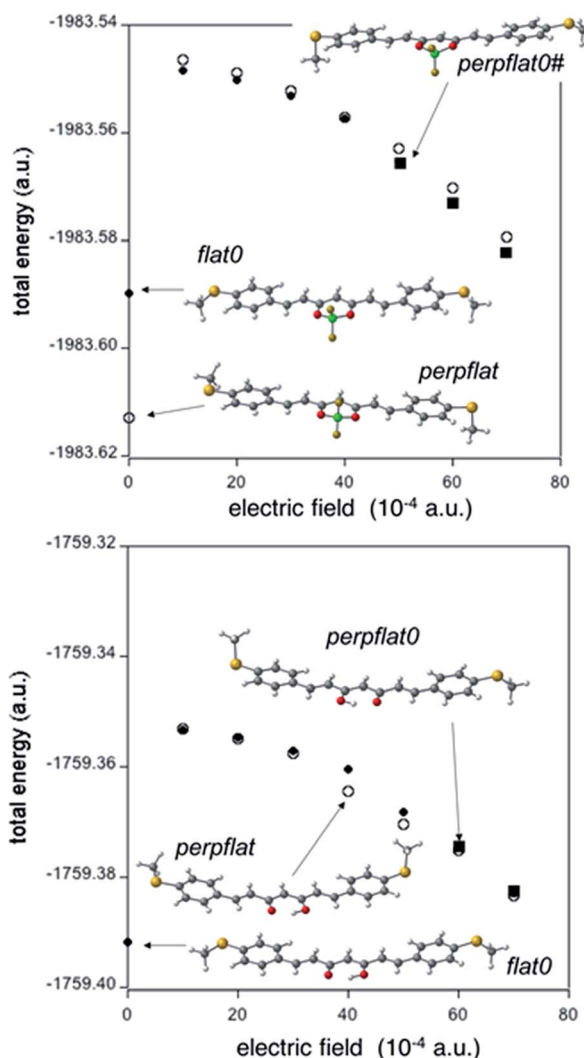 -1983.54
perpflat0#
-1983.56
total energy (a.u.)
-1983.58
flat0
-1983.60
perpflat
-1983.62
0 20 40 60 80
electric field (10-4 a.u.)
-1759.32
perpflat0
-1759.34
total energy (a.u.)
-1759.36
perpflat
-1759.38
flat0
-1759.40
0 20 40 60 80
electric field (10-4 a.u.)